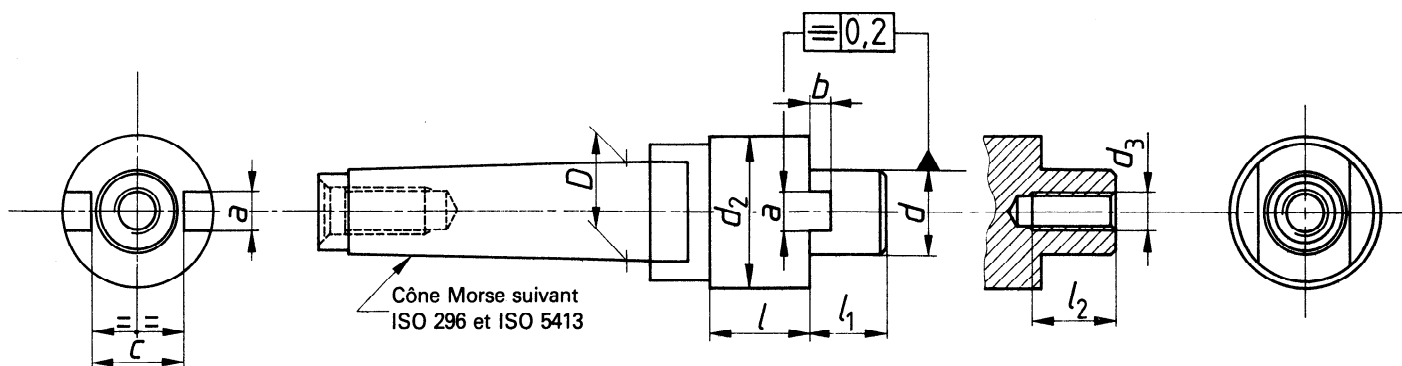 ⌯ 0,2
b
a
D
d2
a
d
d3
Cône Morse suivant
ISO 296 et ISO 5413
l
l1
l2
= =
c